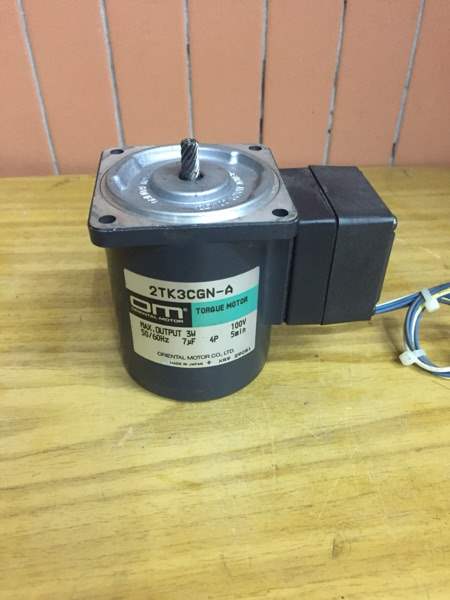 2TK3CGN-A
OM
ORIENTAL MOTOR
TORQUE MOTOR
MAX.OUTPUT 3W 100V
50/60Hz 7µF 4P 5min
ORIENTAL MOTOR CO., LTD.
MADE IN JAPAN